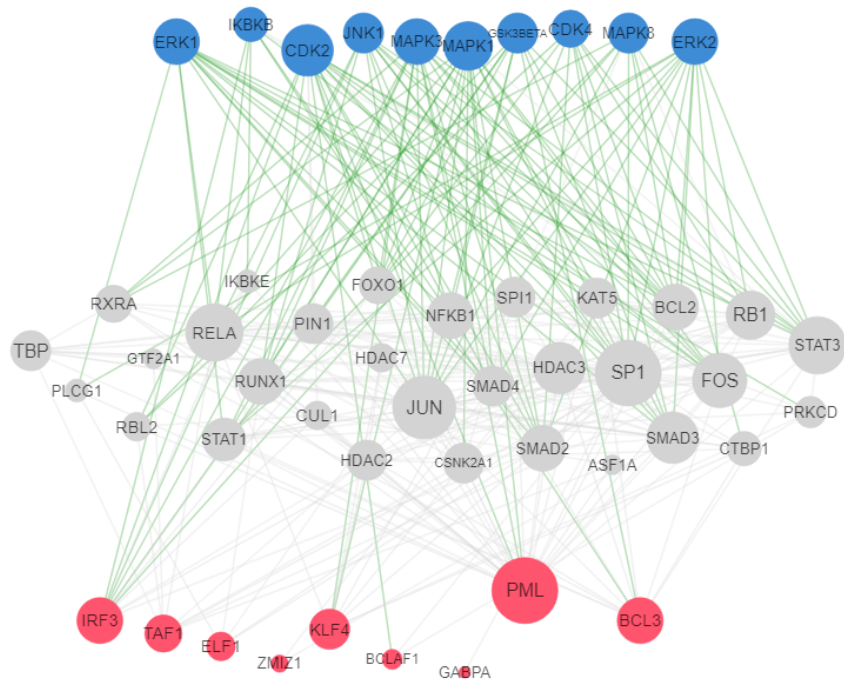 ERK1
IKBKB
CDK2
JNK1
MAPK3
MAPK1
GSK3BETA
CDK4
MAPK8
ERK2
RXRA
IKBKE
FOXO1
SPI1
KAT5
BCL2
RB1
TBP
RELA
PIN1
NFKB1
STAT3
GTF2A1
HDAC7
HDAC3
SP1
PLCG1
RUNX1
SMAD4
FOS
JUN
RBL2
STAT1
CUL1
SMAD2
SMAD3
PRKCD
HDAC2
CSNK2A1
ASF1A
CTBP1
PML
IRF3
TAF1
ELF1
KLF4
BCL3
ZMIZ1
BCLAF1
GABPA